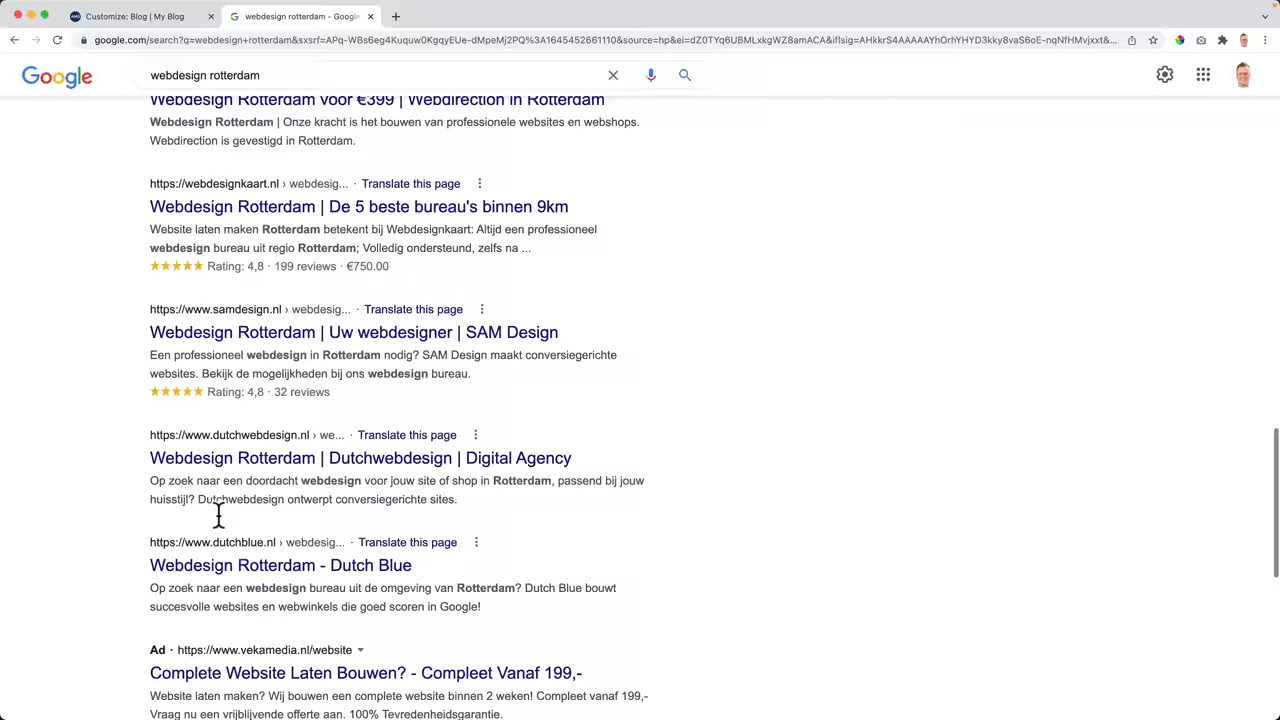 Customize: Blog | My Blog
webdesign rotterdam - Google
google.com/search?q=webdesign+rotterdam&sxsrf=APq-WBs6eg4Kuquw0KgqyEUe-dMpeMj2PQ%3A1645452661110&source=hp&ei=dZ0TYq6UBMLxkgWZ8amACA&iflsig=AHkkrS4AAAAAYhOrhYHYD3kky8vaS6oE-nqNfHMvjxxt&...
Google
webdesign rotterdam
Webdesign Rotterdam voor €399 | Webdirection in Rotterdam
Webdesign Rotterdam | Onze kracht is het bouwen van professionele websites en webshops.
Webdirection is gevestigd in Rotterdam.
https://webdesignkaart.nl › webdesig... · Translate this page
Webdesign Rotterdam | De 5 beste bureau's binnen 9km
Website laten maken Rotterdam betekent bij Webdesignkaart: Altijd een professioneel
webdesign bureau uit regio Rotterdam; Volledig ondersteund, zelfs na ...
Rating: 4,8 · 199 reviews · €750.00
https://www.samdesign.nl › webdesig... · Translate this page
Webdesign Rotterdam | Uw webdesigner | SAM Design
Een professioneel webdesign in Rotterdam nodig? SAM Design maakt conversiegerichte
websites. Bekijk de mogelijkheden bij ons webdesign bureau.
Rating: 4,8 · 32 reviews
https://www.dutchwebdesign.nl › we... · Translate this page
Webdesign Rotterdam | Dutchwebdesign | Digital Agency
Op zoek naar een doordacht webdesign voor jouw site of shop in Rotterdam, passend bij jouw
huisstijl? Dutchwebdesign ontwerpt conversiegerichte sites.
https://www.dutchblue.nl › webdesig... · Translate this page
Webdesign Rotterdam - Dutch Blue
Op zoek naar een webdesign bureau uit de omgeving van Rotterdam? Dutch Blue bouwt
succesvolle websites en webwinkels die goed scoren in Google!
Ad · https://www.vekamedia.nl/website
Complete Website Laten Bouwen? - Compleet Vanaf 199,-
Website laten maken? Wij bouwen een complete website binnen 2 weken! Compleet vanaf 199,-
Vraag nu een vrijblijvende offerte aan. 100% Tevredenheidsgarantie.